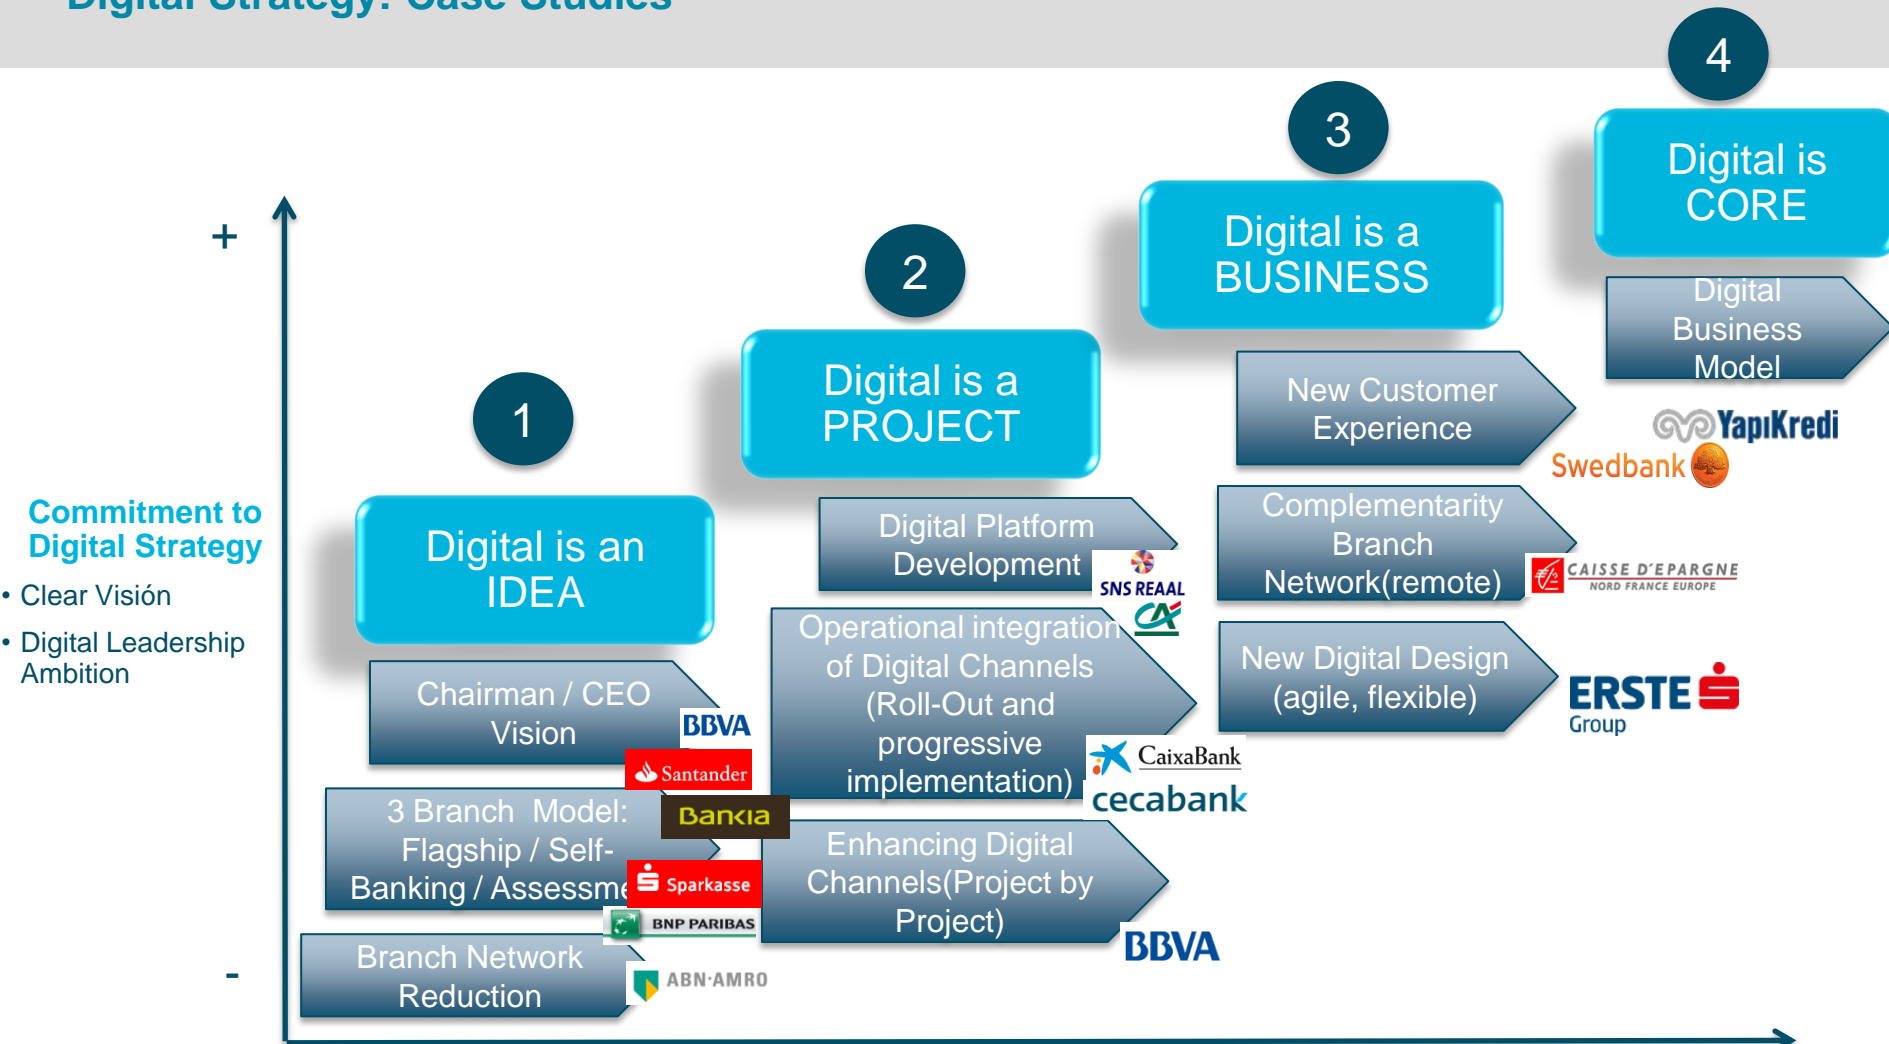 Digital Strategy: Case Studies
4
Digital is
CORE
Digital
Business
Model
YapıKredi
Swedbank
3
Digital is a
BUSINESS
New Customer
Experience
Complementarity
Branch
Network(remote)
CAISSE D'EPARGNE
NORD FRANCE EUROPE
New Digital Design
(agile, flexible)
ERSTE
Group
2
Digital is a
PROJECT
Digital Platform
Development
SNS REAAL
CA
Operational integration
of Digital Channels
(Roll-Out and
progressive
implementation)
CaixaBank
cecabank
Enhancing Digital
Channels(Project by
Project)
BBVA
1
Digital is an
IDEA
Chairman / CEO
Vision
BBVA
Santander
3 Branch Model:
Flagship / Self-
Banking / Assessme
Bankia
Sparkasse
BNP PARIBAS
Branch Network
Reduction
ABN·AMRO
+
Commitment to
Digital Strategy
• Clear Visión
• Digital Leadership
Ambition
-